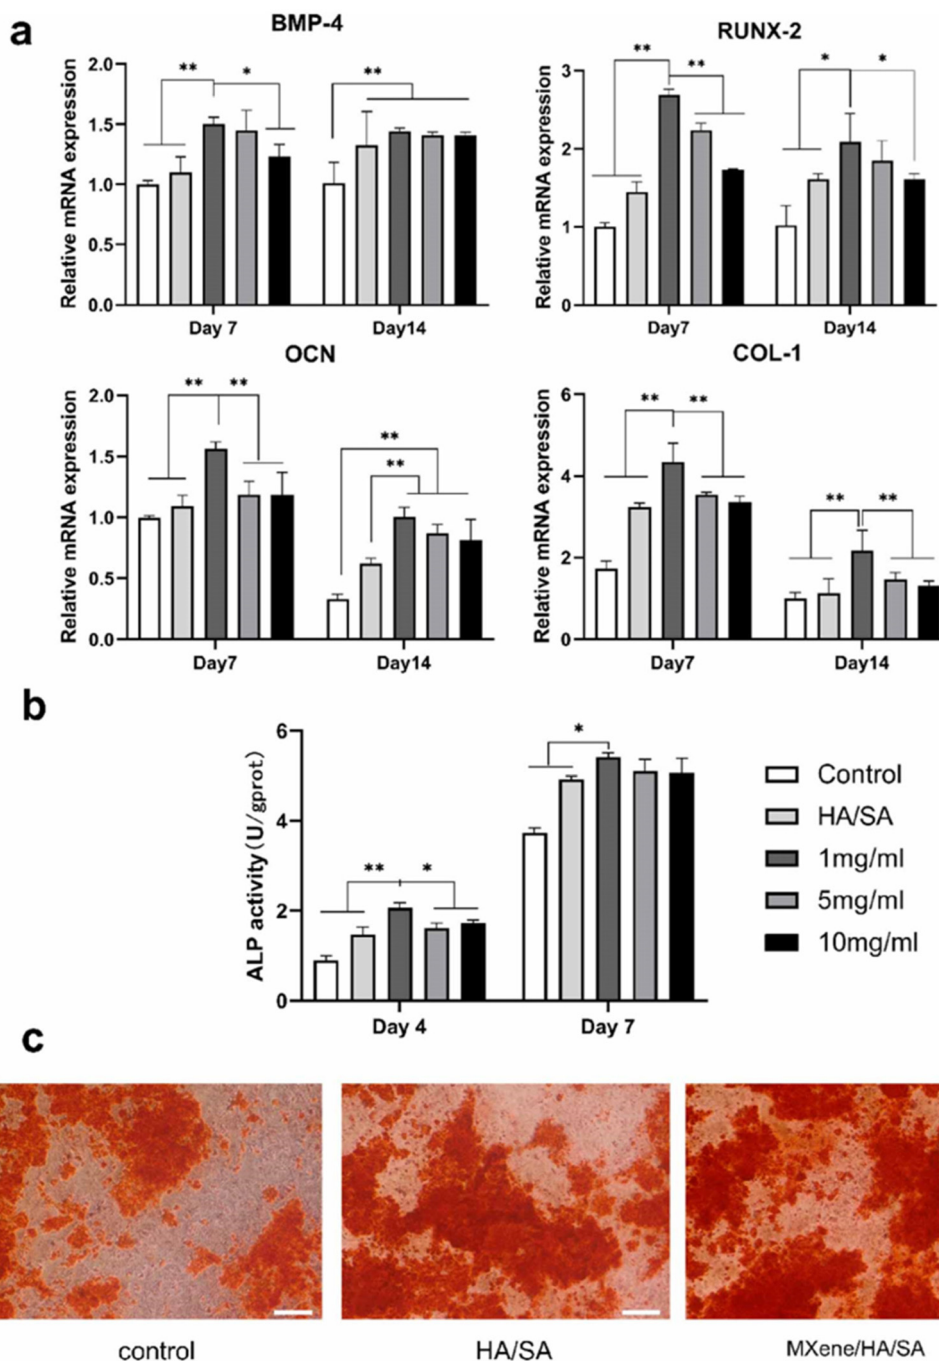 a
BMP-4
Relative mRNA expression
2.0
1.5
1.0
0.5
0.0
** * **
Day 7 Day14
RUNX-2
Relative mRNA expression
3
2
1
0
** ** * *
Day7 Day14
OCN
Relative mRNA expression
2.0
1.5
1.0
0.5
0.0
** ** ** **
Day7 Day14
COL-1
Relative mRNA expression
6
4
2
0
** ** ** **
Day7 Day14
b
ALP activity(U/gprot)
6
4
2
0
** * *
Day 4 Day 7
Control
HA/SA
1mg/ml
5mg/ml
10mg/ml
c
control HA/SA MXene/HA/SA